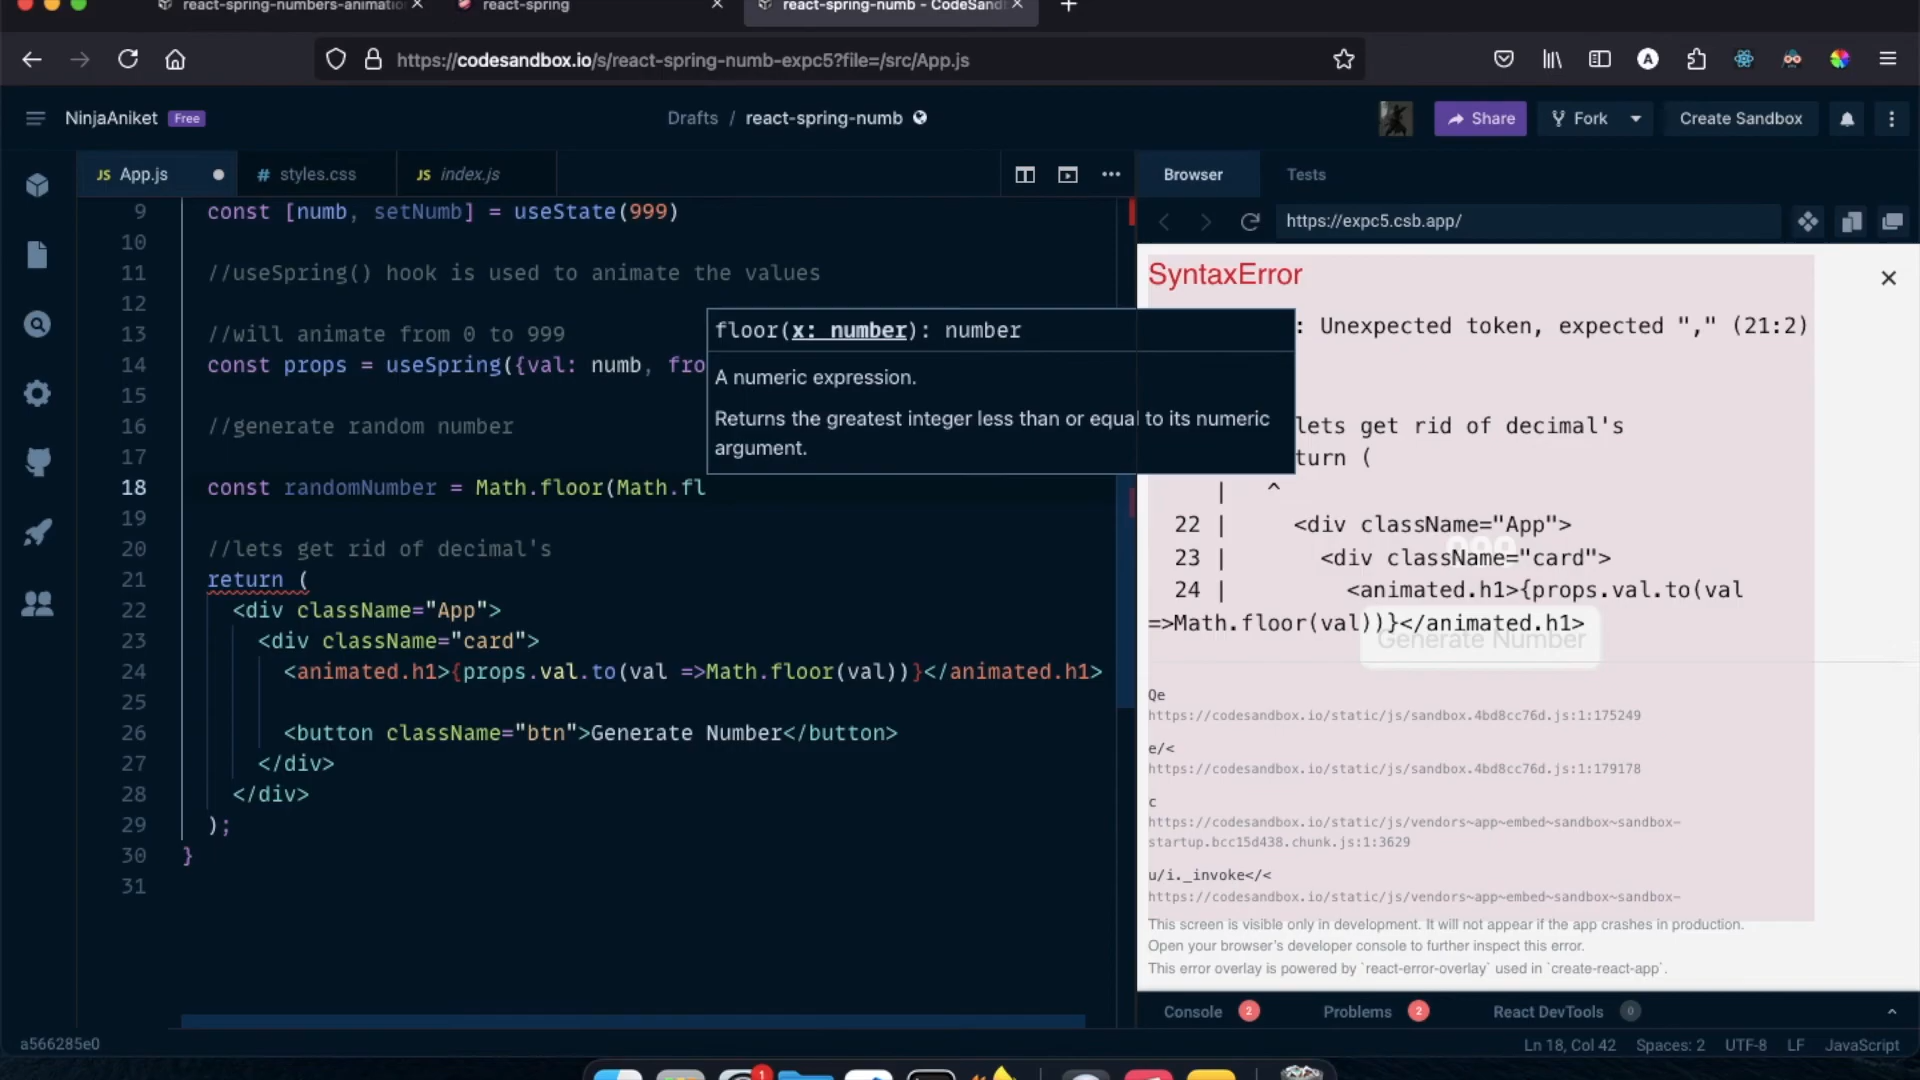 react-spring-numbers-animatio
react-spring
react-spring-numb - CodeSand
https://codesandbox.io/s/react-spring-numb-expc5?file=/src/App.js
A
NinjaAniket Free
Drafts / react-spring-numb
Share
Fork
Create Sandbox
JS App.js
# styles.css
JS index.js
Browser
Tests
https://expc5.csb.app/
9 const [numb, setNumb] = useState(999)
10
11 //useSpring() hook is used to animate the values
12
13 //will animate from 0 to 999
14 const props = useSpring({val: numb, fro
15
16 //generate random number
17
18 const randomNumber = Math.floor(Math.fl
19
20 //lets get rid of decimal's
21 return (
22 <div className="App">
23 <div className="card">
24 <animated.h1>{props.val.to(val =>Math.floor(val))}</animated.h1>
25
26 <button className="btn">Generate Number</button>
27 </div>
28 </div>
29 );
30 }
31
floor(x: number): number
A numeric expression.
Returns the greatest integer less than or equal to its numeric
argument.
SyntaxError
: Unexpected token, expected "," (21:2)
lets get rid of decimal's
turn (
| ^
22 | <div className="App">
23 | <div className="card">
24 | <animated.h1>{props.val.to(val
=>Math.floor(val))}</animated.h1>
999
Generate Number
Qe
https://codesandbox.io/static/js/sandbox.4bd8cc76d.js:1:175249
e/<
https://codesandbox.io/static/js/sandbox.4bd8cc76d.js:1:179178
c
https://codesandbox.io/static/js/vendors~app~embed~sandbox~sandbox-
startup.bcc15d438.chunk.js:1:3629
u/i._invoke</<
https://codesandbox.io/static/js/vendors~app~embed~sandbox~sandbox-
This screen is visible only in development. It will not appear if the app crashes in production.
Open your browser's developer console to further inspect this error.
This error overlay is powered by `react-error-overlay` used in `create-react-app`.
Console 2
Problems 2
React DevTools 0
a566285e0
Ln 18, Col 42 Spaces: 2 UTF-8 LF JavaScript
1